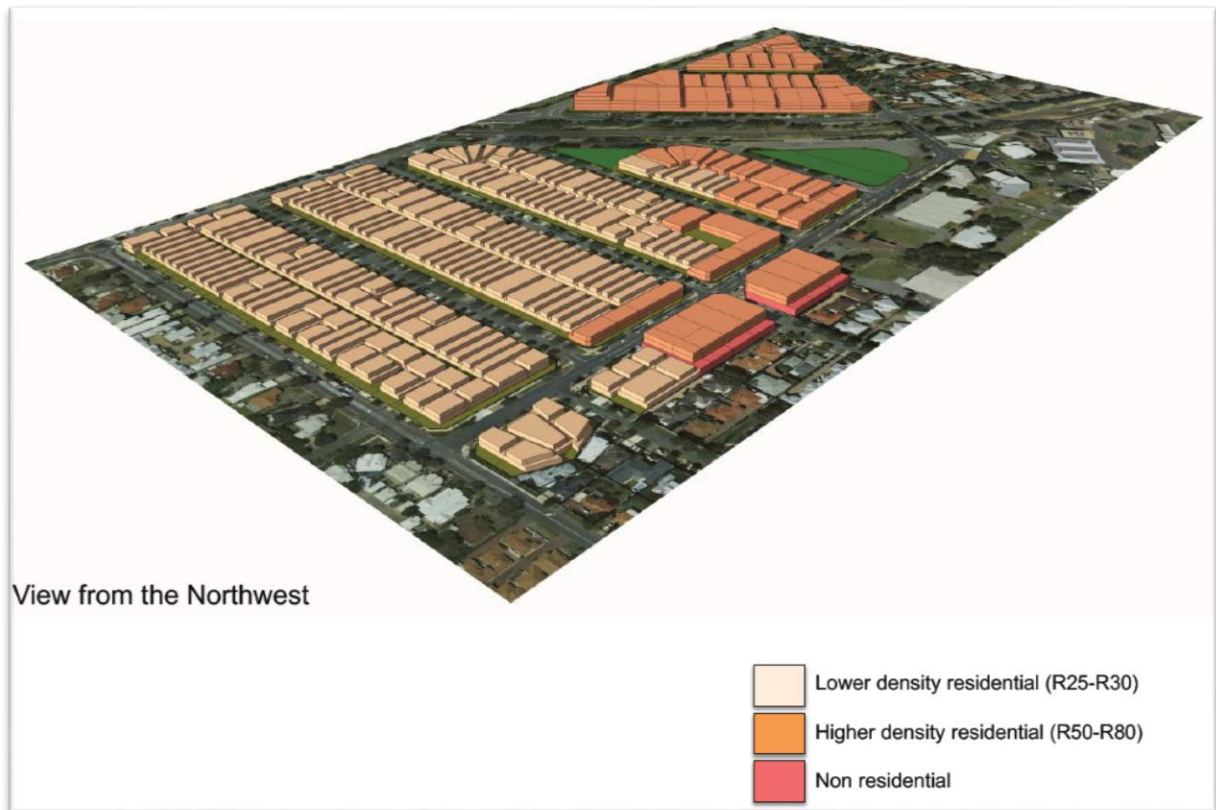 View from the Northwest
Lower density residential (R25-R30)
Higher density residential (R50-R80)
Non residential